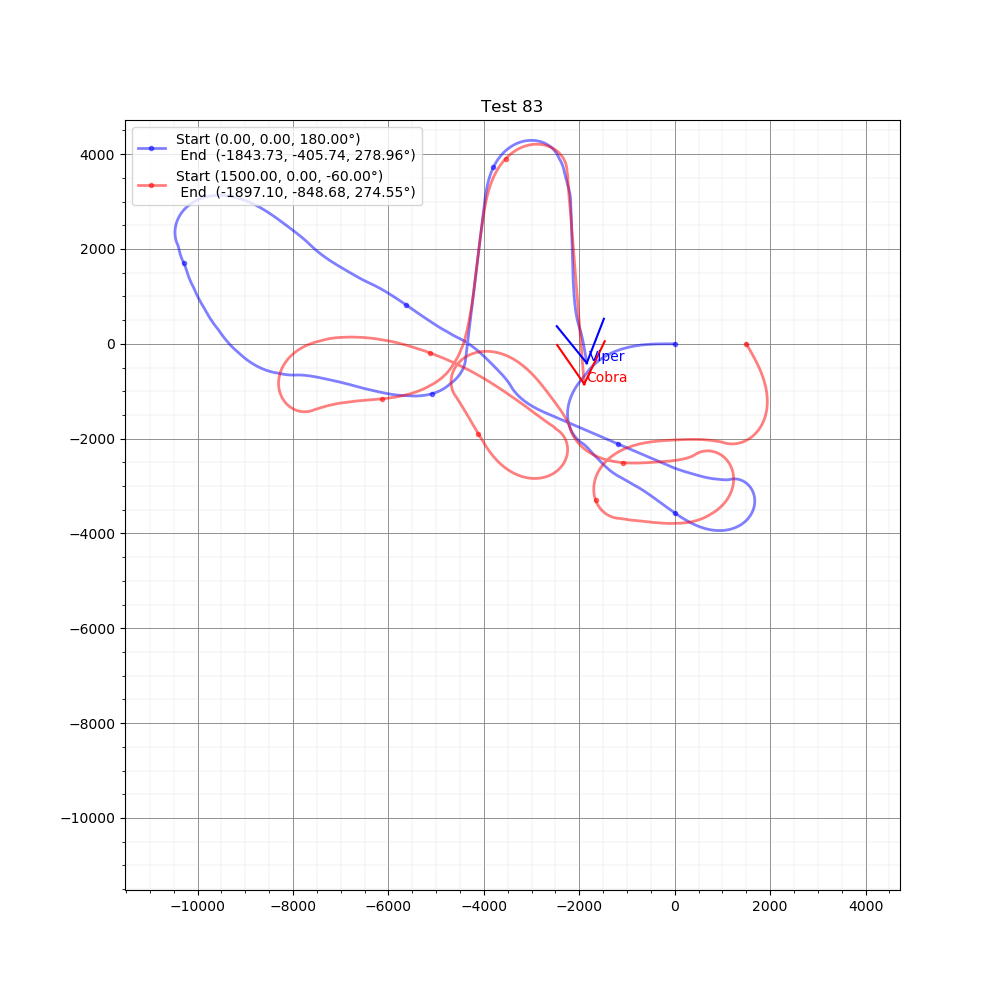 Test 83
Start (0.00, 0.00, 180.00°)
End (-1843.73, -405.74, 278.96°)
Start (1500.00, 0.00, -60.00°)
End (-1897.10, -848.68, 274.55°)
4000
2000
0
−2000
−4000
−6000
−8000
−10000
Viper
Cobra
−10000 −8000 −6000 −4000 −2000 0 2000 4000